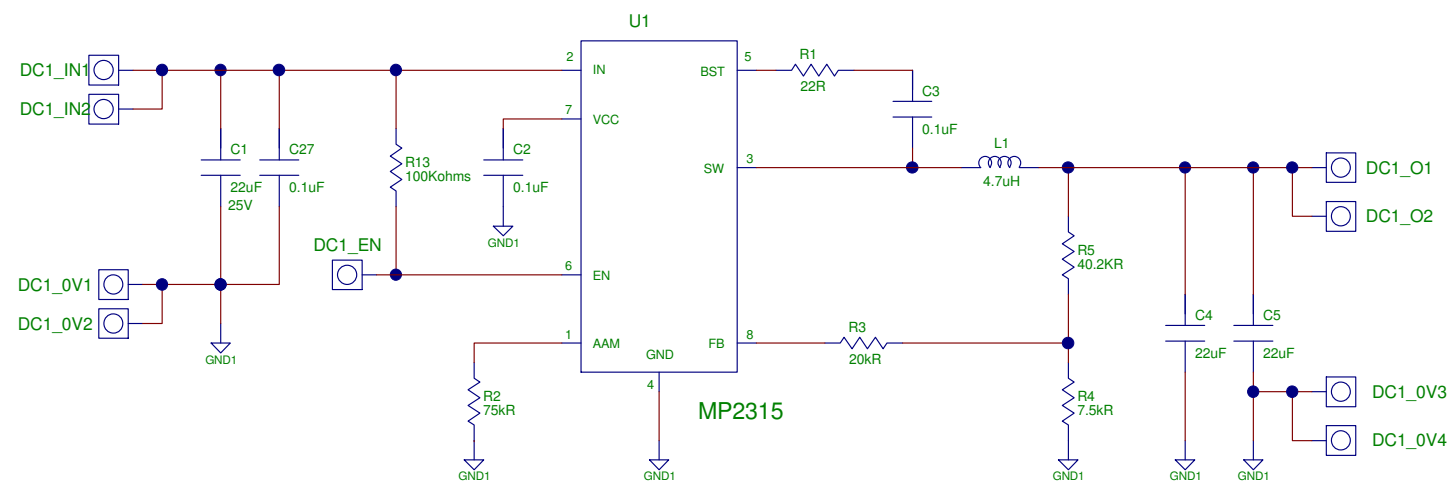 U1
DC1_IN1
DC1_IN2
2
IN
7
VCC
6
EN
1
AAM
GND
4
5
BST
SW
3
FB
8
MP2315
C1
22uF
25V
C27
0.1uF
R13
100Kohms
C2
0.1uF
GND1
DC1_EN
DC1_0V1
DC1_0V2
GND1
R2
75kR
GND1
GND1
R1
22R
C3
0.1uF
L1
4.7uH
R5
40.2KR
R3
20kR
R4
7.5kR
GND1
C4
22uF
GND1
C5
22uF
GND1
DC1_O1
DC1_O2
DC1_0V3
DC1_0V4